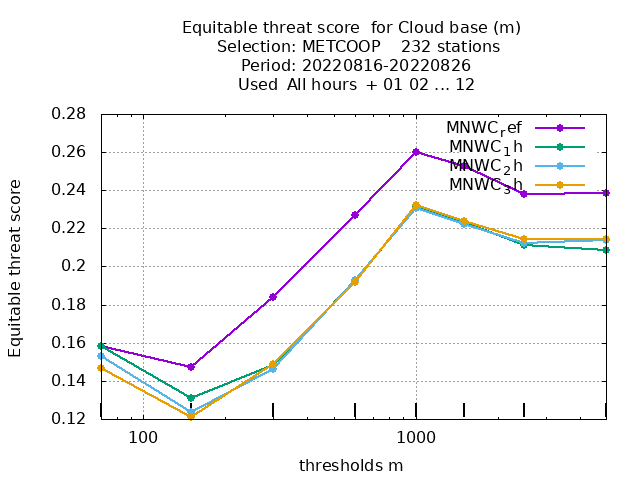 Equitable threat score  for Cloud base (m)
Selection: METCOOP    232 stations
Period: 20220816-20220826
Used  All hours  + 01 02 ... 12
Equitable threat score
0.28
0.26
0.24
0.22
0.2
0.18
0.16
0.14
0.12
MNWC_ref
MNWC_1h
MNWC_2h
MNWC_3h
100
1000
thresholds m